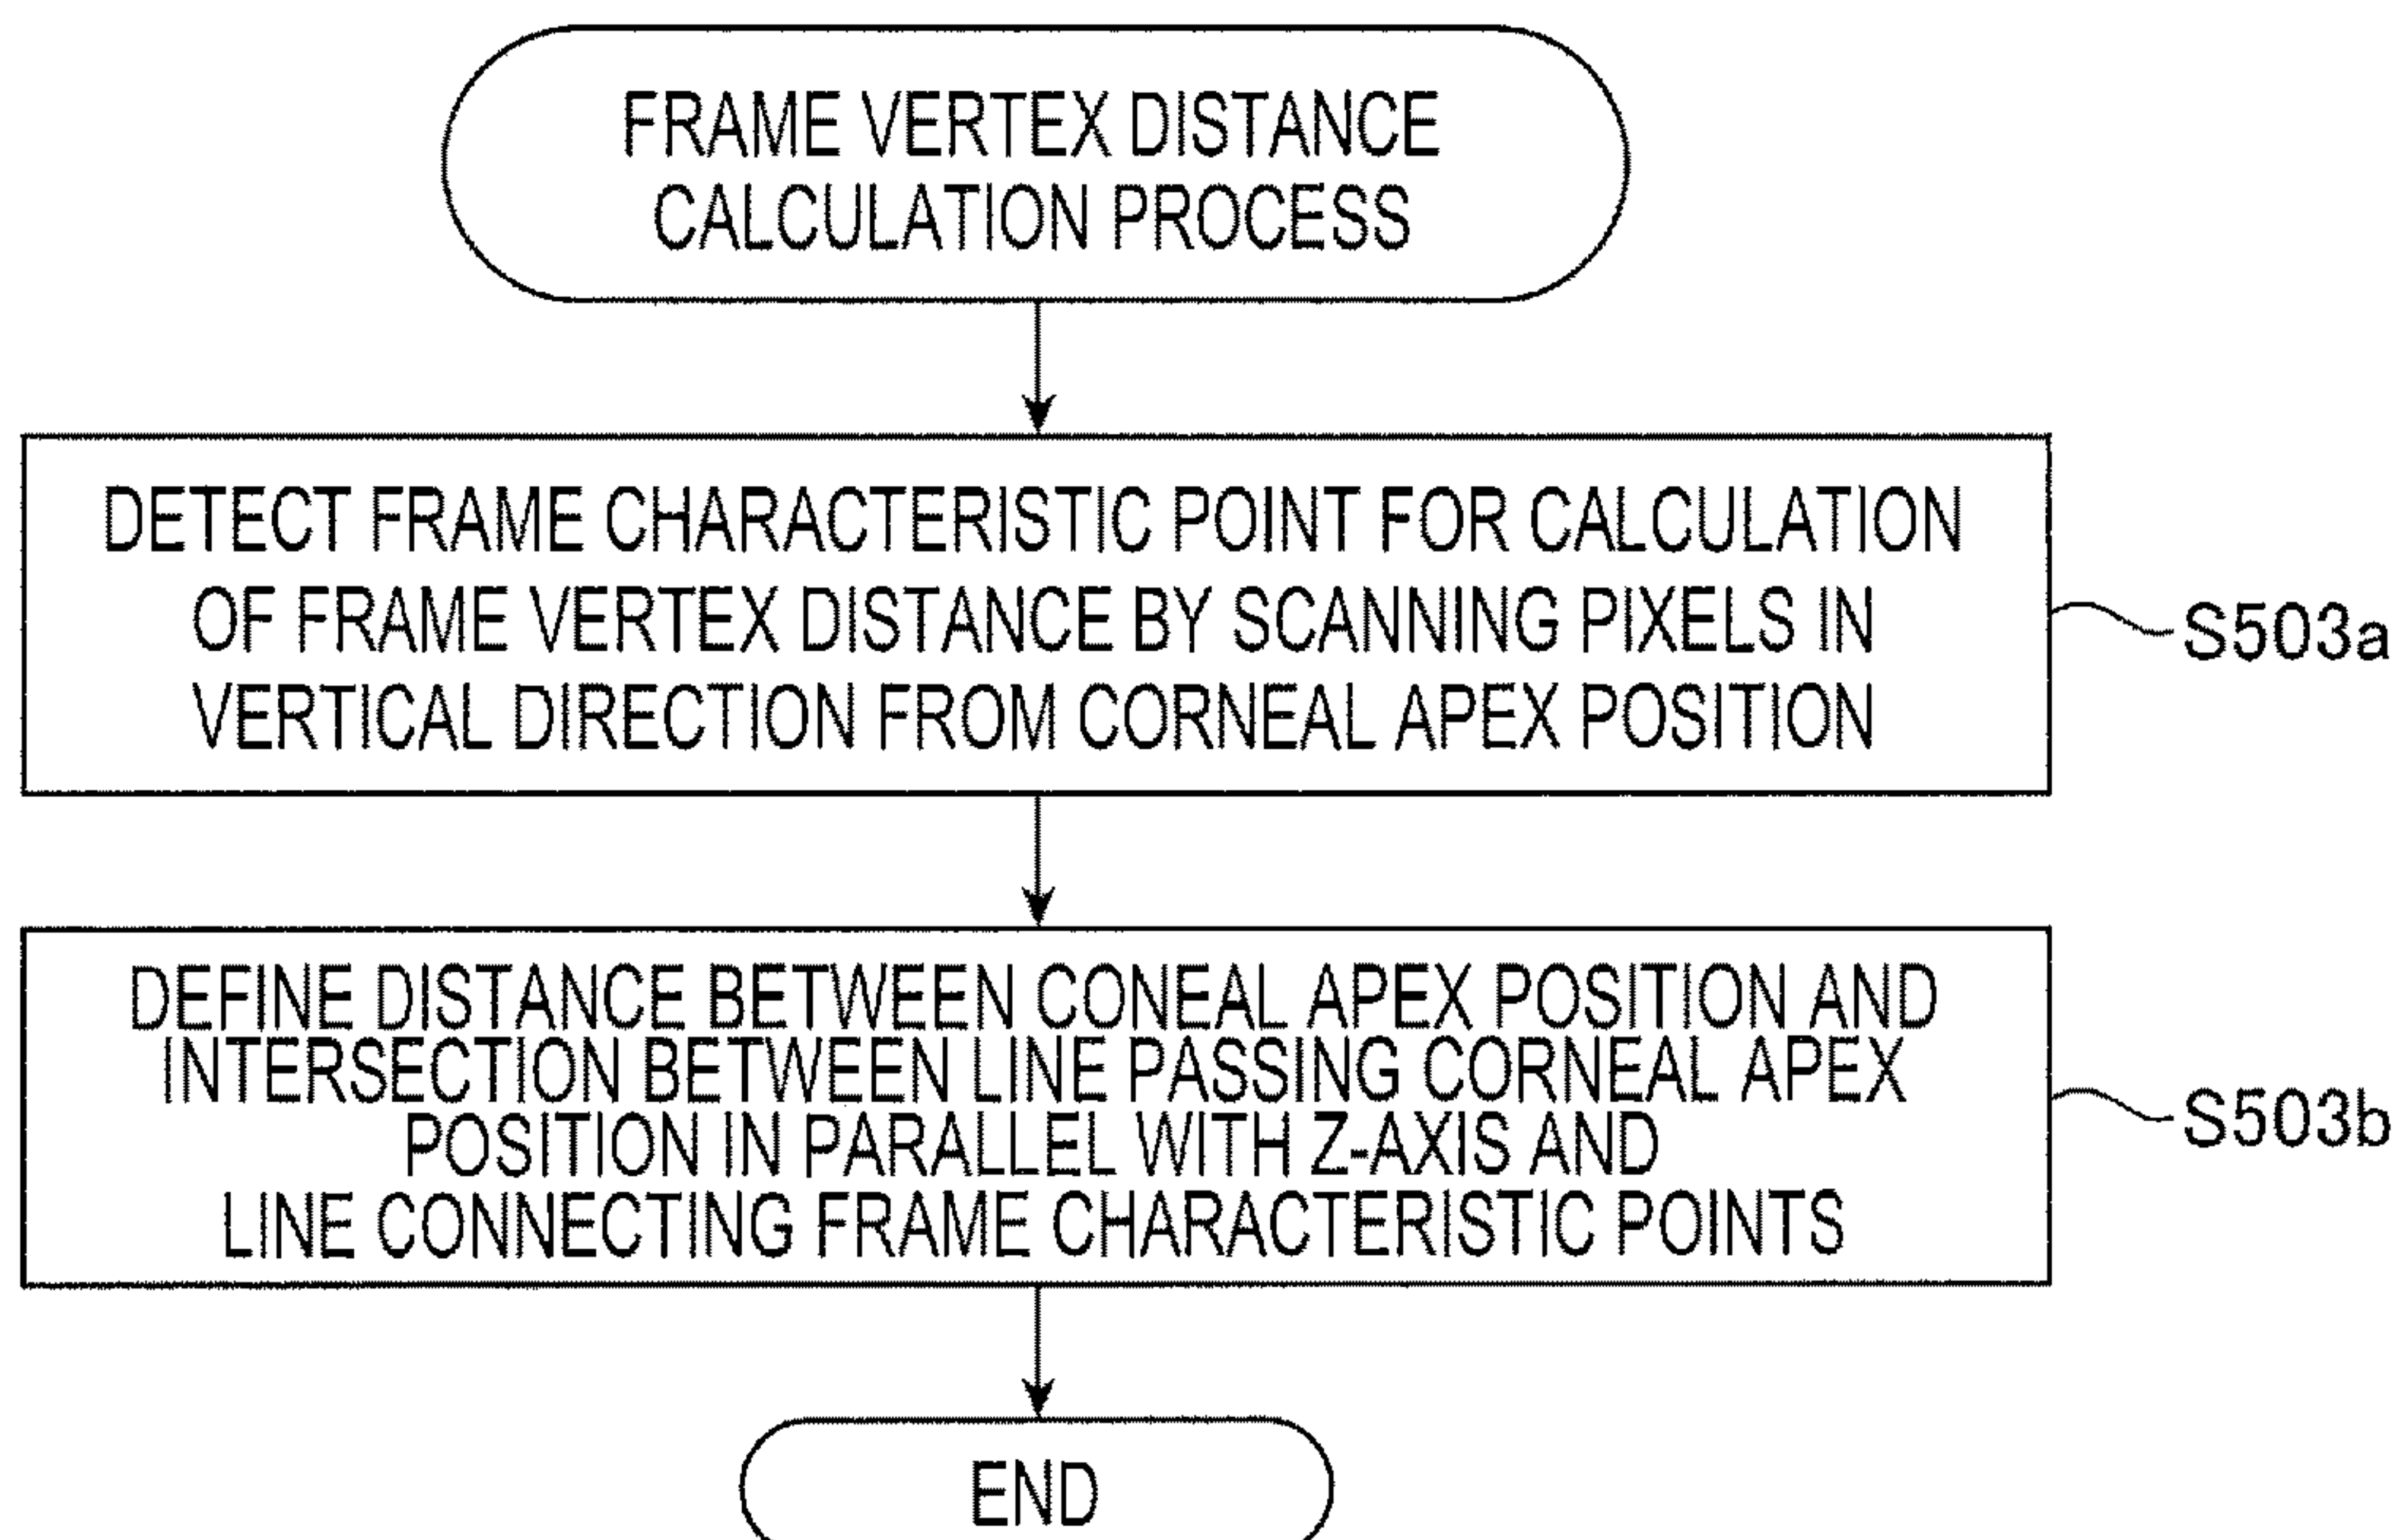 FRAME VERTEX DISTANCE
CALCULATION PROCESS
DETECT FRAME CHARACTERISTIC POINT FOR CALCULATION
OF FRAME VERTEX DISTANCE BY SCANNING PIXELS IN
VERTICAL DIRECTION FROM CORNEAL APEX POSITION
S503a
DEFINE DISTANCE BETWEEN CONEAL APEX POSITION AND
INTERSECTION BETWEEN LINE PASSING CORNEAL APEX
POSITION IN PARALLEL WITH Z-AXIS AND
LINE CONNECTING FRAME CHARACTERISTIC POINTS
S503b
END